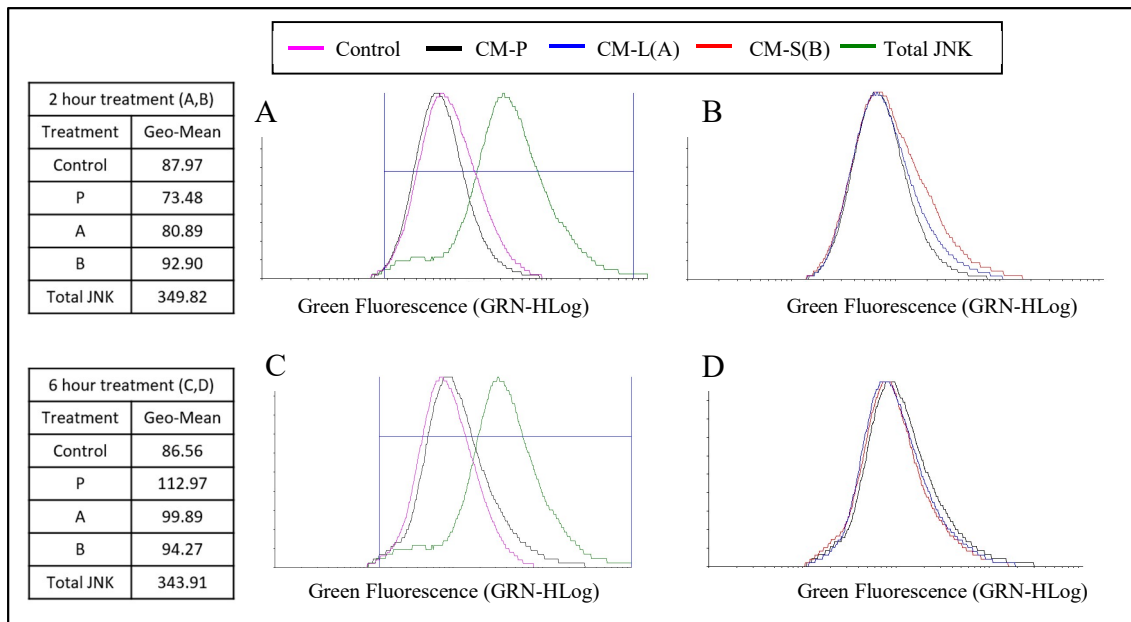 Control CM-P CM-L(A) CM-S(B) Total JNK
2 hour treatment (A,B)
Treatment Geo-Mean
Control 87.97
P 73.48
A 80.89
B 92.90
Total JNK 349.82
A
Green Fluorescence (GRN-HLog)
B
Green Fluorescence (GRN-HLog)
6 hour treatment (C,D)
Treatment Geo-Mean
Control 86.56
P 112.97
A 99.89
B 94.27
Total JNK 343.91
C
Green Fluorescence (GRN-HLog)
D
Green Fluorescence (GRN-HLog)